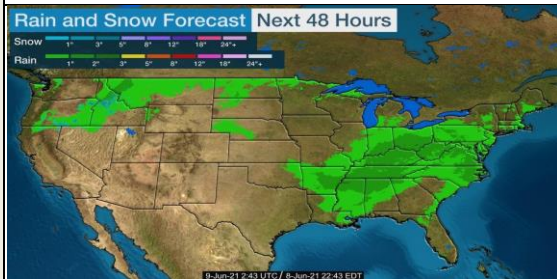 Rain and Snow Forecast Next 48 Hours
Snow
1" 3" 5" 8" 12" 18" 24"+
Rain
1" 2" 3" 5" 8" 12" 18" 24"+
9-Jun-21 2:43 UTC / 8-Jun-21 22:43 EDT